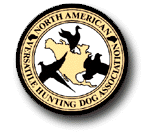 NORTH AMERICAN
VERSATILE HUNTING DOG ASSOCIATION